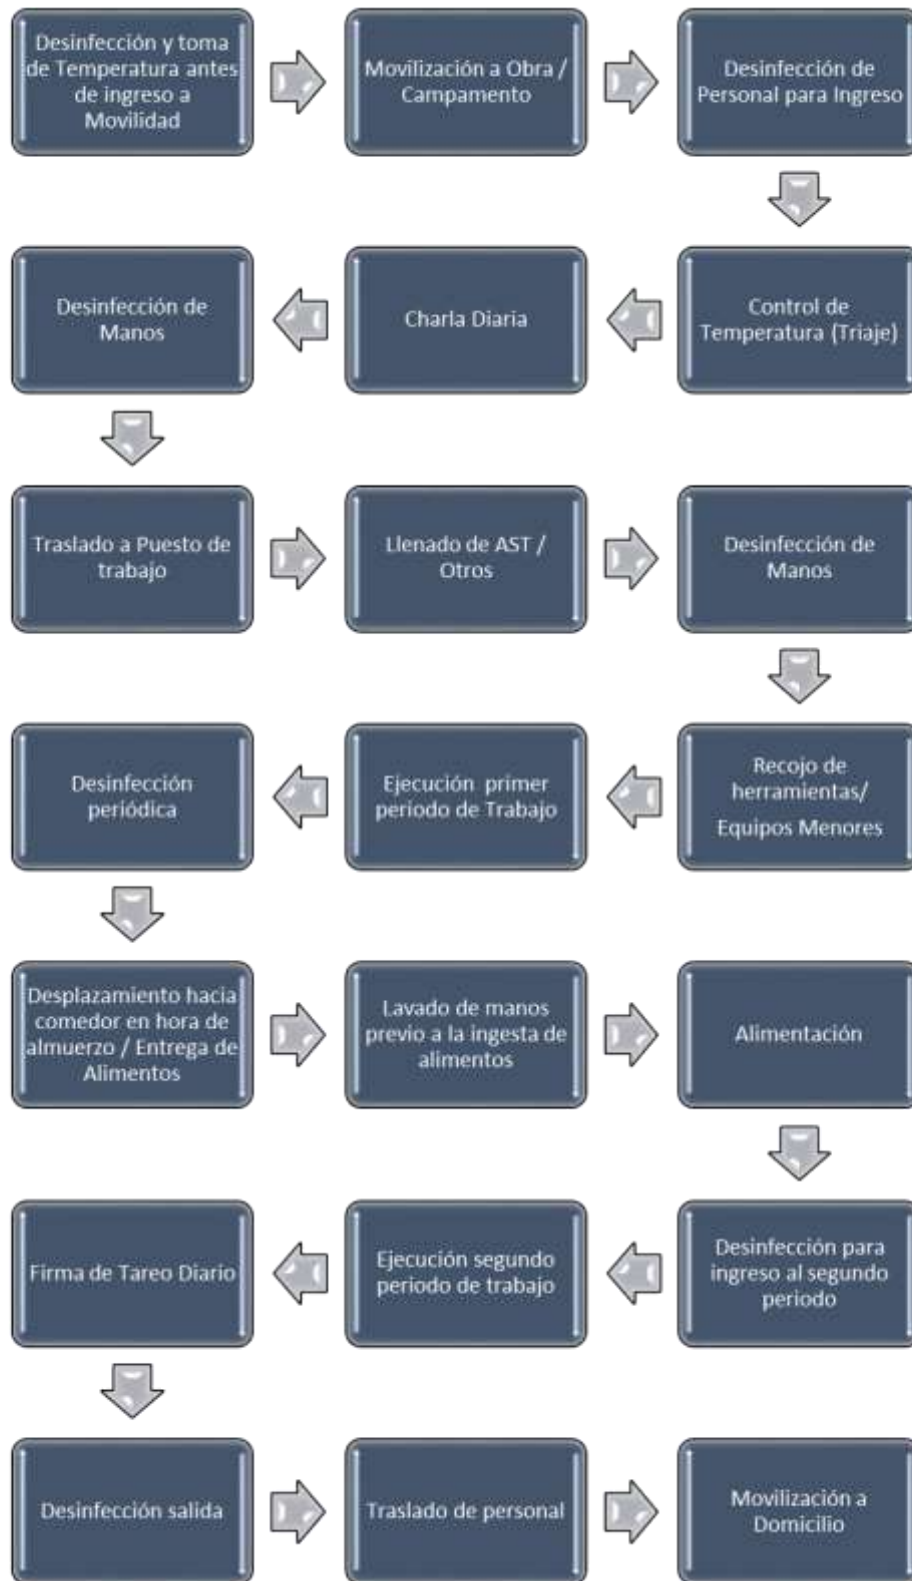 Desinfección y toma
de Temperatura antes
de ingreso a
Movilidad
Movilización a Obra /
Campamento
Desinfección de
Personal para Ingreso
Control de
Temperatura (Triaje)
Charla Diaria
Desinfección de
Manos
Traslado a Puesto de
trabajo
Llenado de AST /
Otros
Desinfección de
Manos
Recojo de
herramientas/
Equipos Menores
Ejecución primer
periodo de Trabajo
Desinfección
periódica
Desplazamiento hacia
comedor en hora de
almuerzo / Entrega de
Alimentos
Lavado de manos
previo a la ingesta de
alimentos
Alimentación
Desinfección para
ingreso al segundo
periodo
Ejecución segundo
periodo de trabajo
Firma de Tareo Diario
Desinfección salida
Traslado de personal
Movilización a
Domicilio